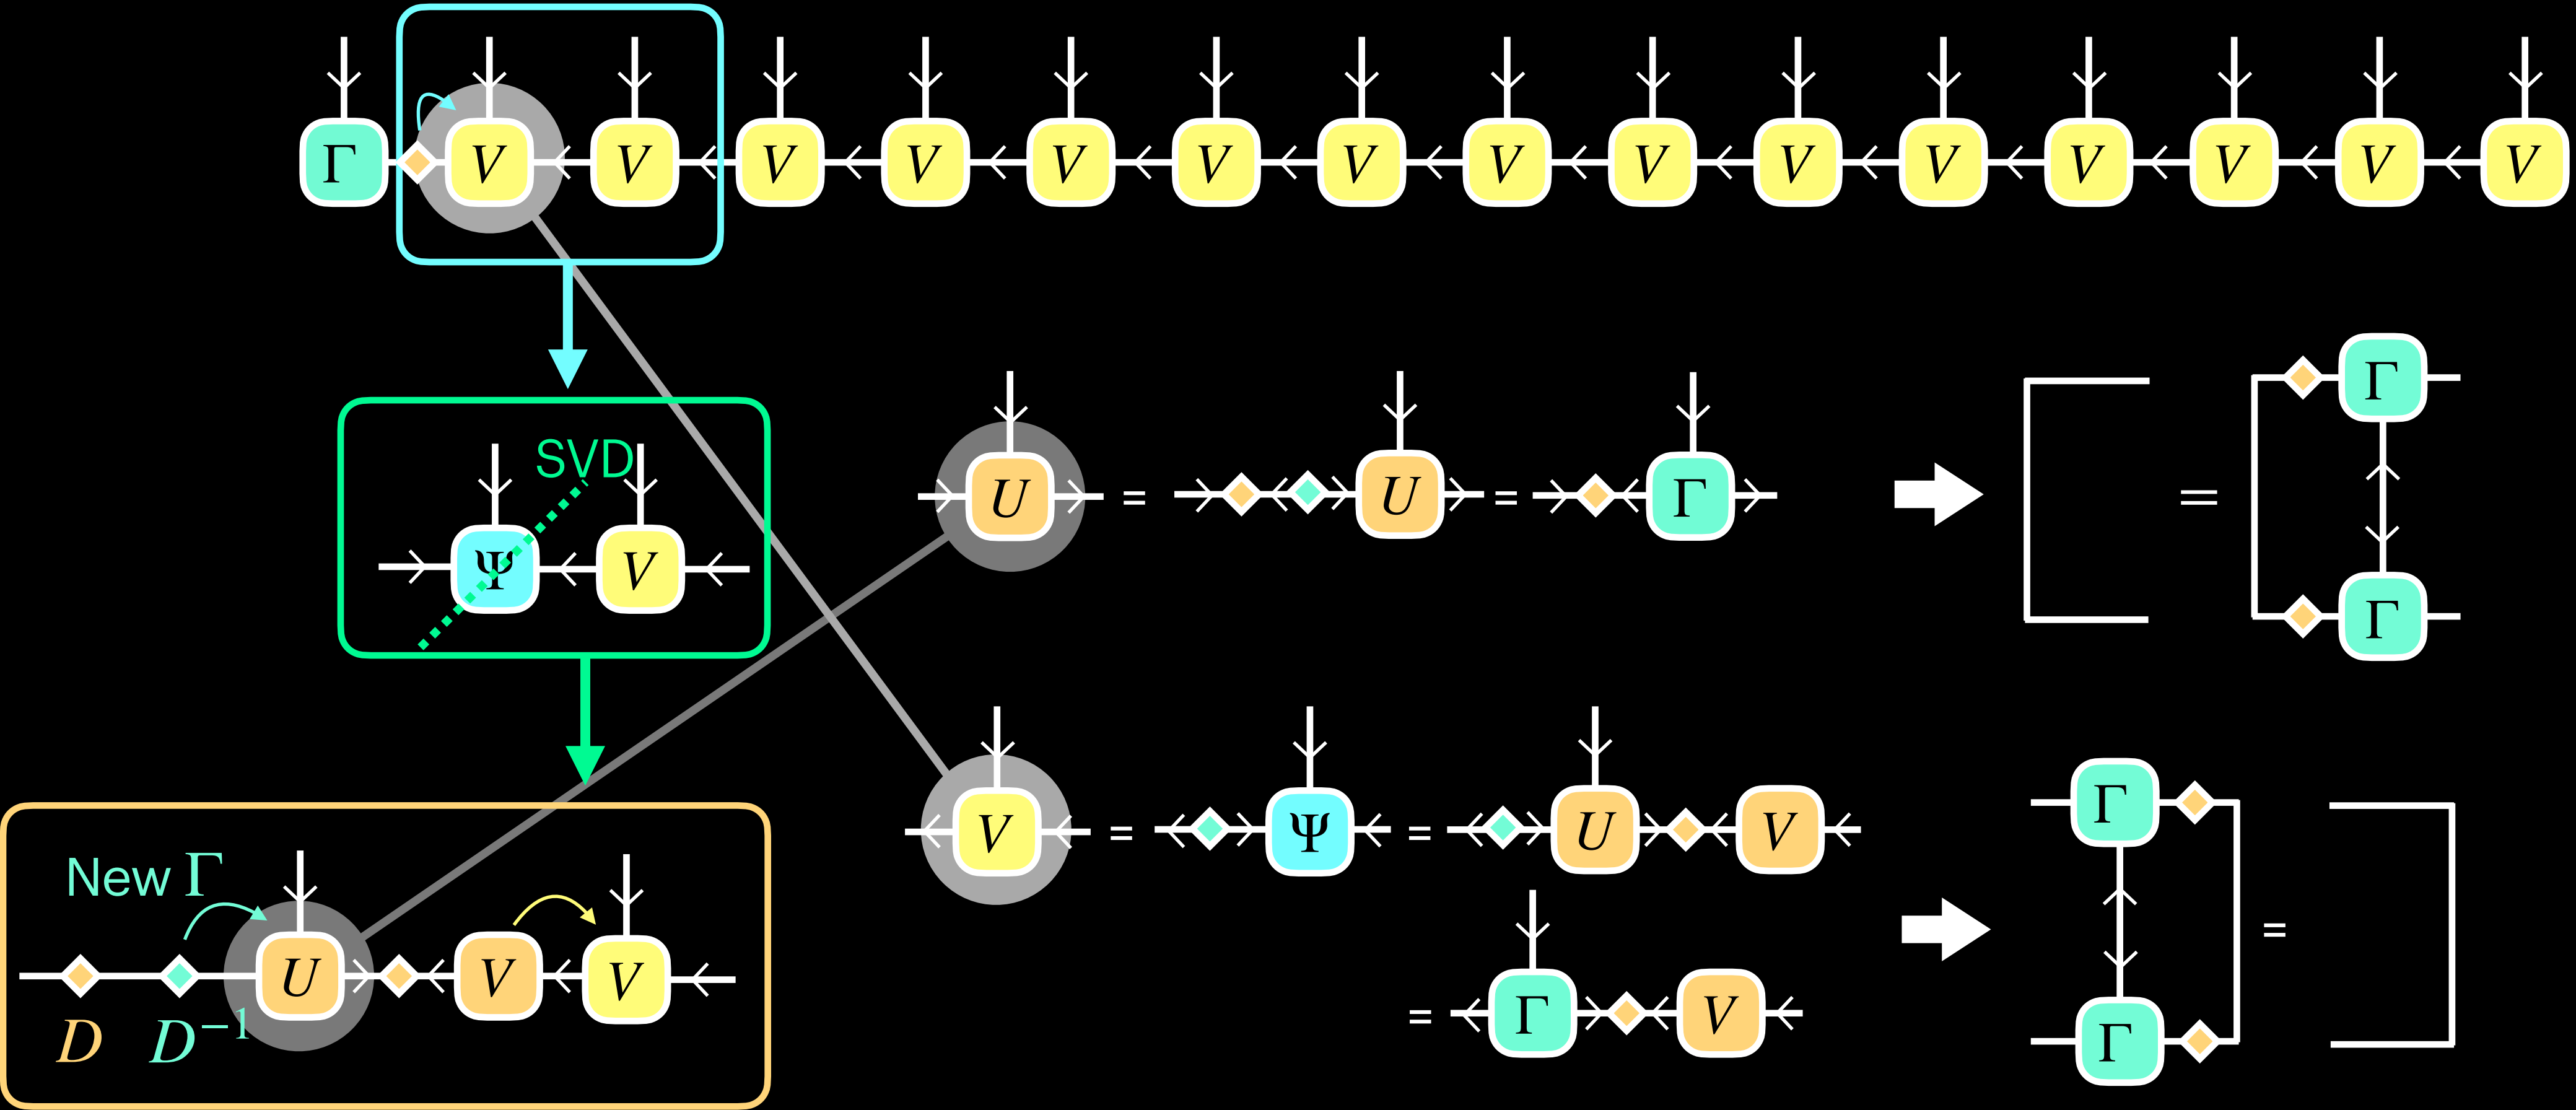 Γ V V V V V V V V V V V V V V V
SVD
Ψ V
U = U = Γ = Γ
Γ
V = Ψ = U V Γ
New Γ
U V V
= Γ V = Γ
D D⁻¹